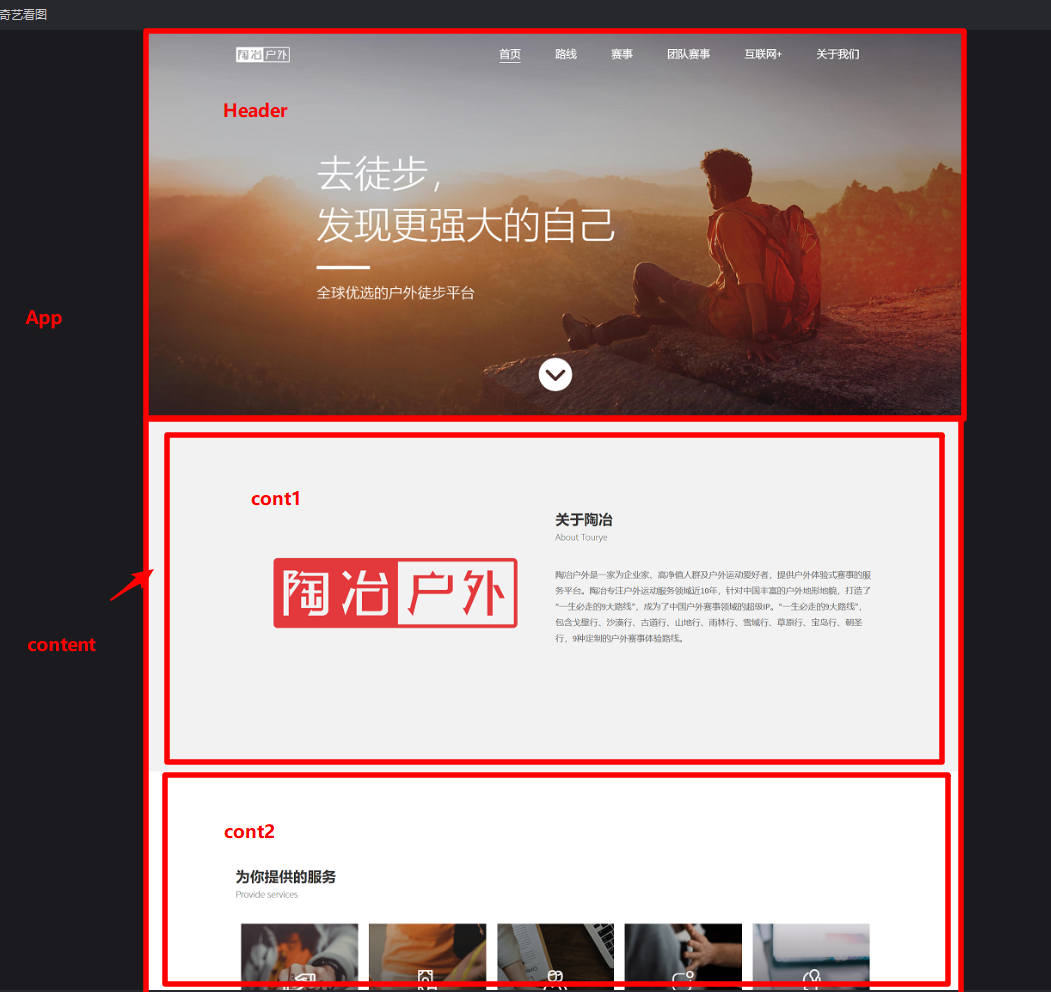 奇艺看图
陶冶户外
首页 路线 赛事 团队赛事 互联网+ 关于我们
Header
去徒步，
发现更强大的自己
全球优选的户外徒步平台
App
cont1
关于陶冶
About Tourye
陶冶户外
陶冶户外是一家为企业家、高净值人群及户外运动爱好者，提供户外体验式赛事的服
务平台。陶冶专注户外运动服务领域近10年，针对中国丰富的户外地形地貌，打造了
“一生必走的9大路线”，成为了中国户外赛事领域的超级IP。“一生必走的9大路线”，
包含戈壁行、沙漠行、古道行、山地行、雨林行、雪域行、草原行、宝岛行、朝圣
行，9种定制的户外赛事体验路线。
content
cont2
为你提供的服务
Provide services